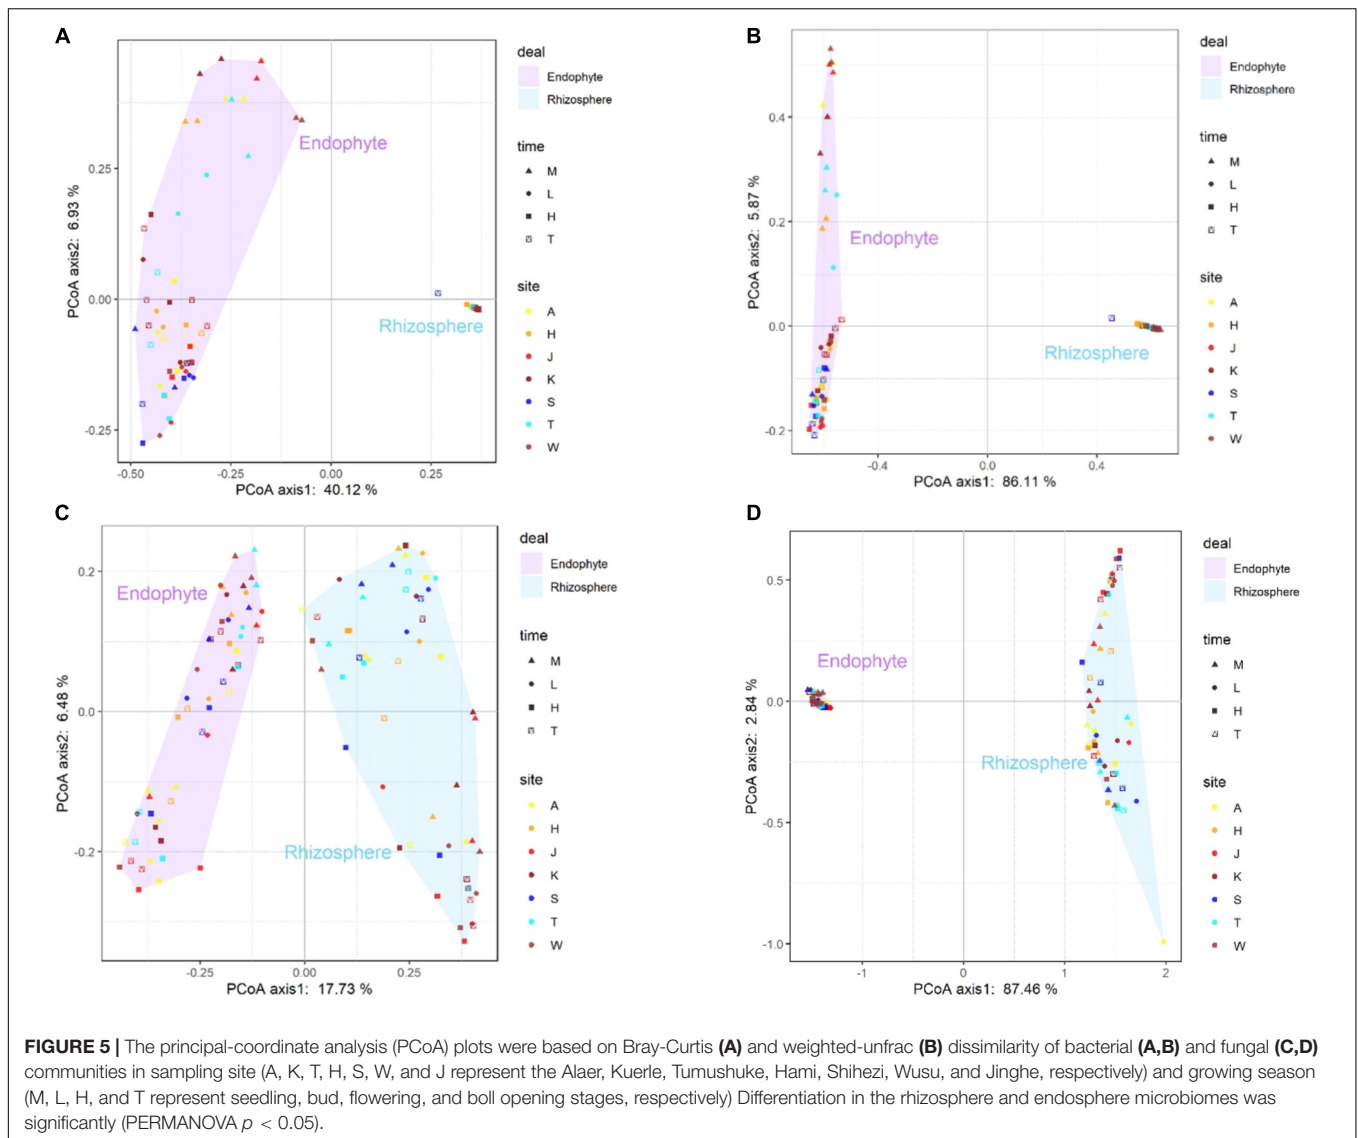 A
deal
Endophyte
Rhizosphere
time
M
L
H
T
site
A
H
J
K
S
T
W
Endophyte
Rhizosphere
0.25
0.00
-0.25
-0.50
-0.25
0.00
0.25
PCoA axis2: 6.93 %
PCoA axis1: 40.12 %
B
deal
Endophyte
Rhizosphere
time
M
L
H
T
site
A
H
J
K
S
T
W
Endophyte
Rhizosphere
0.4
0.2
0.0
-0.2
-0.4
0.0
0.4
PCoA axis2: 5.87 %
PCoA axis1: 86.11 %
C
deal
Endophyte
Rhizosphere
time
M
L
H
T
site
A
H
J
K
S
T
W
Endophyte
Rhizosphere
0.2
0.0
-0.2
-0.25
0.00
0.25
PCoA axis2: 6.48 %
PCoA axis1: 17.73 %
D
deal
Endophyte
Rhizosphere
time
M
L
H
T
site
A
H
J
K
S
T
W
Endophyte
Rhizosphere
0.5
0.0
-0.5
-1.0
-1
0
1
2
PCoA axis2: 2.84 %
PCoA axis1: 87.46 %
FIGURE 5 | The principal-coordinate analysis (PCoA) plots were based on Bray-Curtis (A) and weighted-unfrac (B) dissimilarity of bacterial (A,B) and fungal (C,D)
communities in sampling site (A, K, T, H, S, W, and J represent the Alaer, Kuerle, Tumushuke, Hami, Shihezi, Wusu, and Jinghe, respectively) and growing season
(M, L, H, and T represent seedling, bud, flowering, and boll opening stages, respectively) Differentiation in the rhizosphere and endosphere microbiomes was
significantly (PERMANOVA p < 0.05).